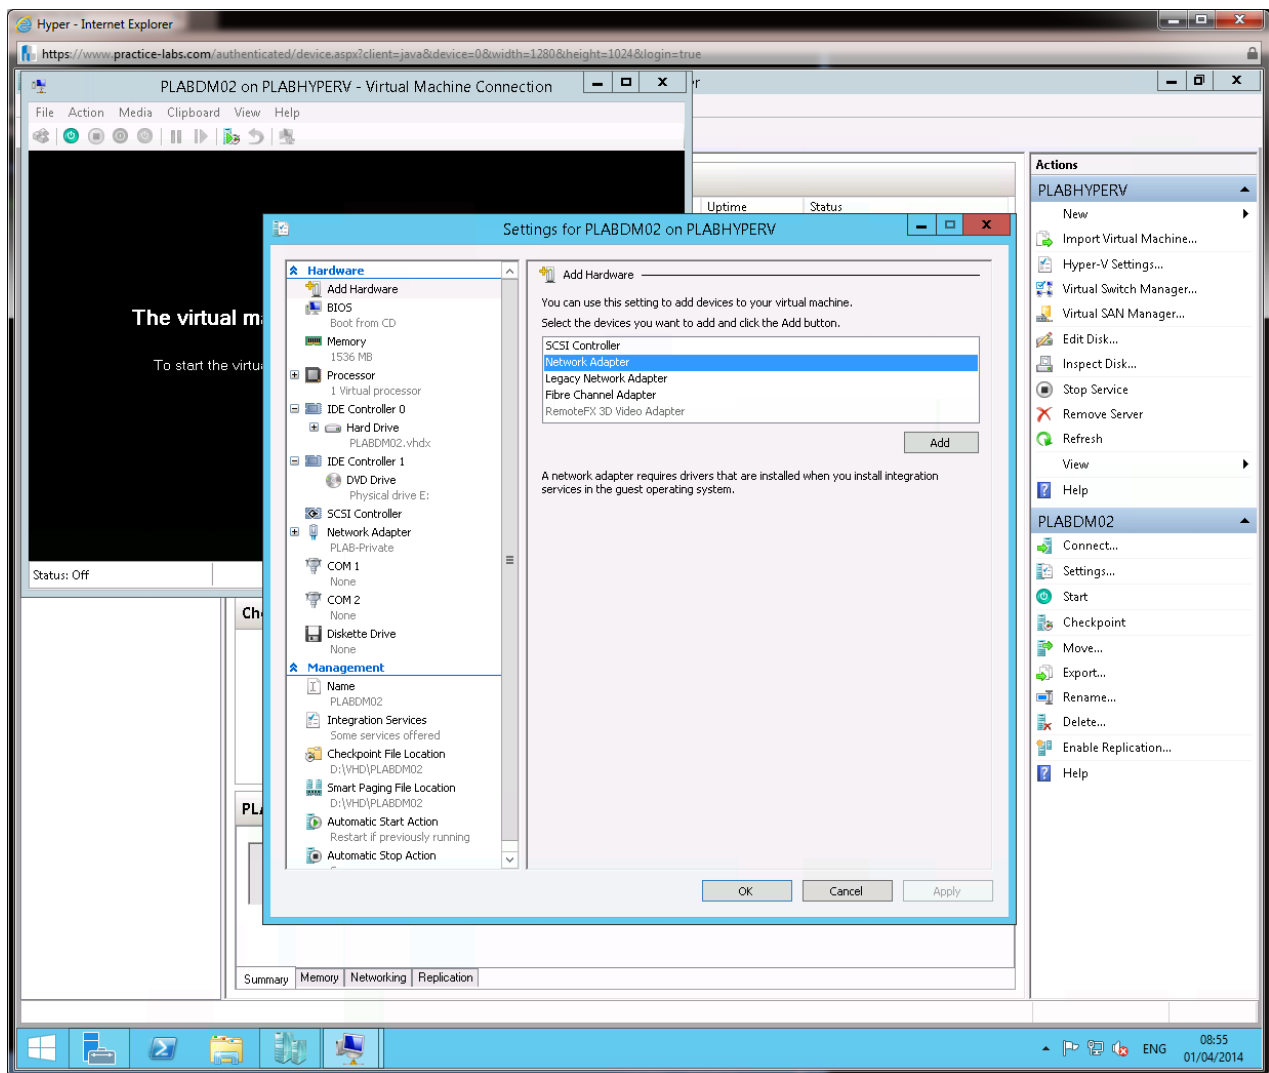 Hyper - Internet Explorer
https://www.practice-labs.com/authenticated/device.aspx?client=java&device=0&width=1280&height=1024&login=true
PLABDM02 on PLABHYPERV - Virtual Machine Connection
File Action Media Clipboard View Help
The virtual m
To start the virtu
Status: Off
Uptime Status
Settings for PLABDM02 on PLABHYPERV
Hardware
Add Hardware
BIOS
Boot from CD
Memory
1536 MB
Processor
1 Virtual processor
IDE Controller 0
Hard Drive
PLABDM02.vhdx
IDE Controller 1
DVD Drive
Physical drive E:
SCSI Controller
Network Adapter
PLAB-Private
COM 1
None
COM 2
None
Diskette Drive
None
Management
Name
PLABDM02
Integration Services
Some services offered
Checkpoint File Location
D:\VHD\PLABDM02
Smart Paging File Location
D:\VHD\PLABDM02
Automatic Start Action
Restart if previously running
Automatic Stop Action
Add Hardware
You can use this setting to add devices to your virtual machine.
Select the devices you want to add and click the Add button.
SCSI Controller
Network Adapter
Legacy Network Adapter
Fibre Channel Adapter
RemoteFX 3D Video Adapter
Add
A network adapter requires drivers that are installed when you install integration
services in the guest operating system.
OK Cancel Apply
Ch
PL
Summary Memory Networking Replication
Actions
PLABHYPERV
New
Import Virtual Machine...
Hyper-V Settings...
Virtual Switch Manager...
Virtual SAN Manager...
Edit Disk...
Inspect Disk...
Stop Service
Remove Server
Refresh
View
Help
PLABDM02
Connect...
Settings...
Start
Checkpoint
Move...
Export...
Rename...
Delete...
Enable Replication...
Help
ENG
08:55
01/04/2014